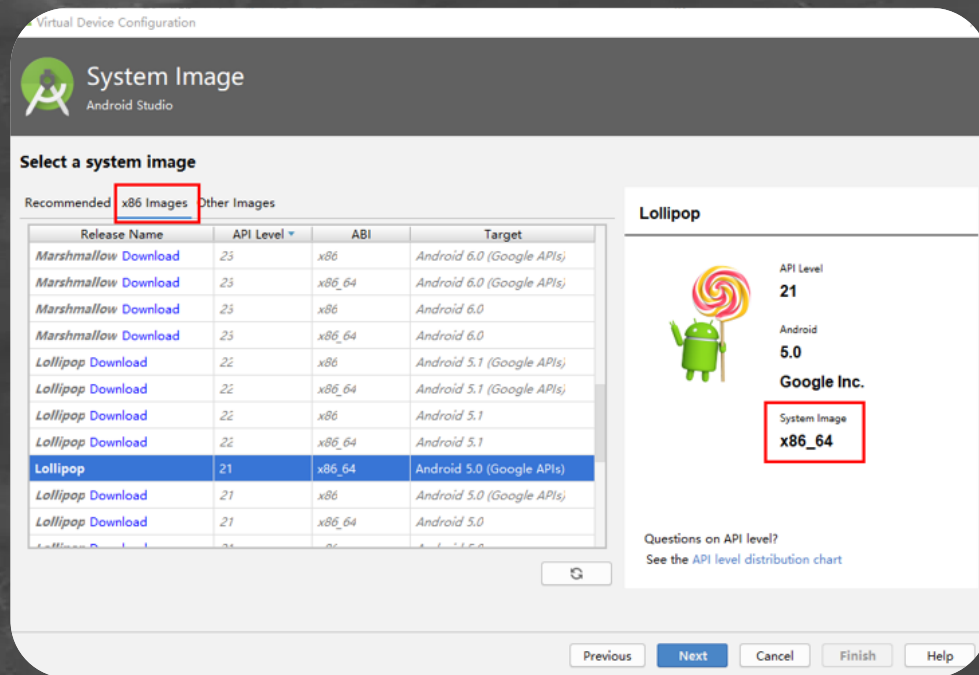 Virtual Device Configuration
System Image
Android Studio
Select a system image
Recommended x86 Images Other Images
Release Name API Level ABI Target
Marshmallow Download 23 x86 Android 6.0 (Google APIs)
Marshmallow Download 23 x86_64 Android 6.0 (Google APIs)
Marshmallow Download 23 x86 Android 6.0
Marshmallow Download 23 x86_64 Android 6.0
Lollipop Download 22 x86 Android 5.1 (Google APIs)
Lollipop Download 22 x86_64 Android 5.1 (Google APIs)
Lollipop Download 22 x86 Android 5.1
Lollipop Download 22 x86_64 Android 5.1
Lollipop 21 x86_64 Android 5.0 (Google APIs)
Lollipop Download 21 x86 Android 5.0 (Google APIs)
Lollipop Download 21 x86_64 Android 5.0
Lollipop
API Level
21
Android
5.0
Google Inc.
System Image
x86_64
Questions on API level?
See the API level distribution chart
Previous Next Cancel Finish Help